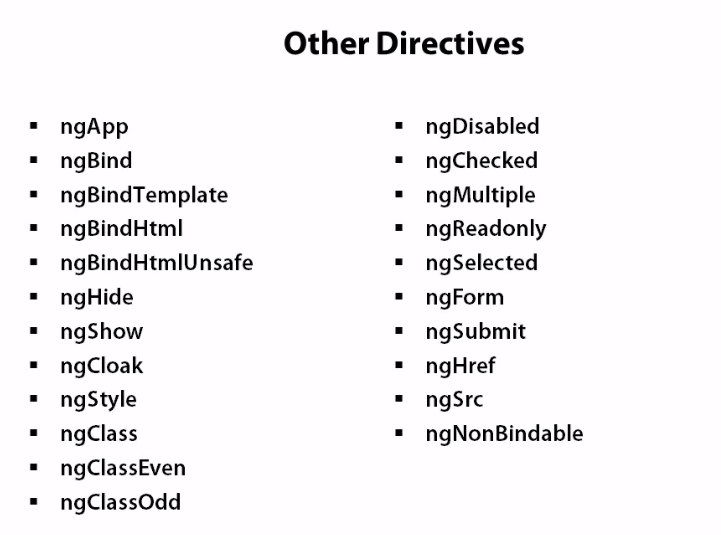 Other Directives
▪ ngApp
▪ ngBind
▪ ngBindTemplate
▪ ngBindHtml
▪ ngBindHtmlUnsafe
▪ ngHide
▪ ngShow
▪ ngCloak
▪ ngStyle
▪ ngClass
▪ ngClassEven
▪ ngClassOdd
▪ ngDisabled
▪ ngChecked
▪ ngMultiple
▪ ngReadonly
▪ ngSelected
▪ ngForm
▪ ngSubmit
▪ ngHref
▪ ngSrc
▪ ngNonBindable